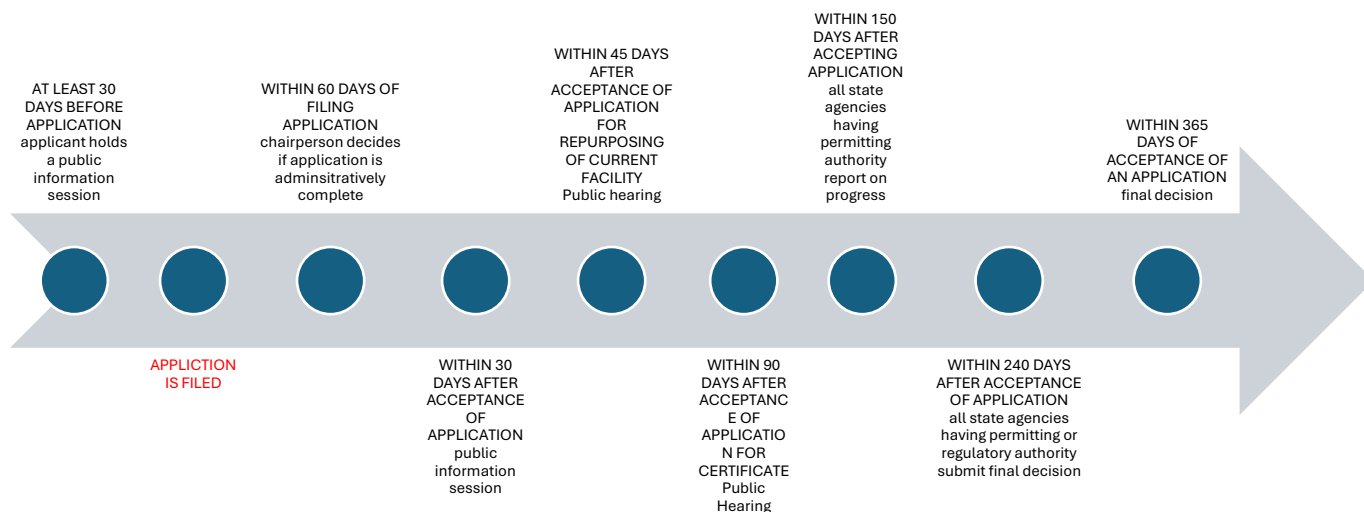 AT LEAST 30
DAYS BEFORE
APPLICATION
applicant holds
a public
information
session
APPLICTION
IS FILED
WITHIN 60 DAYS OF
FILING
APPLICATION
chairperson decides
if application is
adminsitratively
complete
WITHIN 30
DAYS AFTER
ACCEPTANCE
OF
APPLICATION
public
information
session
WITHIN 45 DAYS
AFTER
ACCEPTANCE OF
APPLICATION
FOR
REPURPOSING
OF CURRENT
FACILITY
Public hearing
WITHIN 90
DAYS AFTER
ACCEPTANC
E OF
APPLICATIO
N FOR
CERTIFICATE
Public
Hearing
WITHIN 150
DAYS AFTER
ACCEPTING
APPLICATION
all state
agencies
having
permitting
authority
report on
progress
WITHIN 240 DAYS
AFTER ACCEPTANCE
OF APPLICATION
all state agencies
having permitting or
regulatory authority
submit final decision
WITHIN 365
DAYS OF
ACCEPTANCE OF
AN APPLICATION
final decision